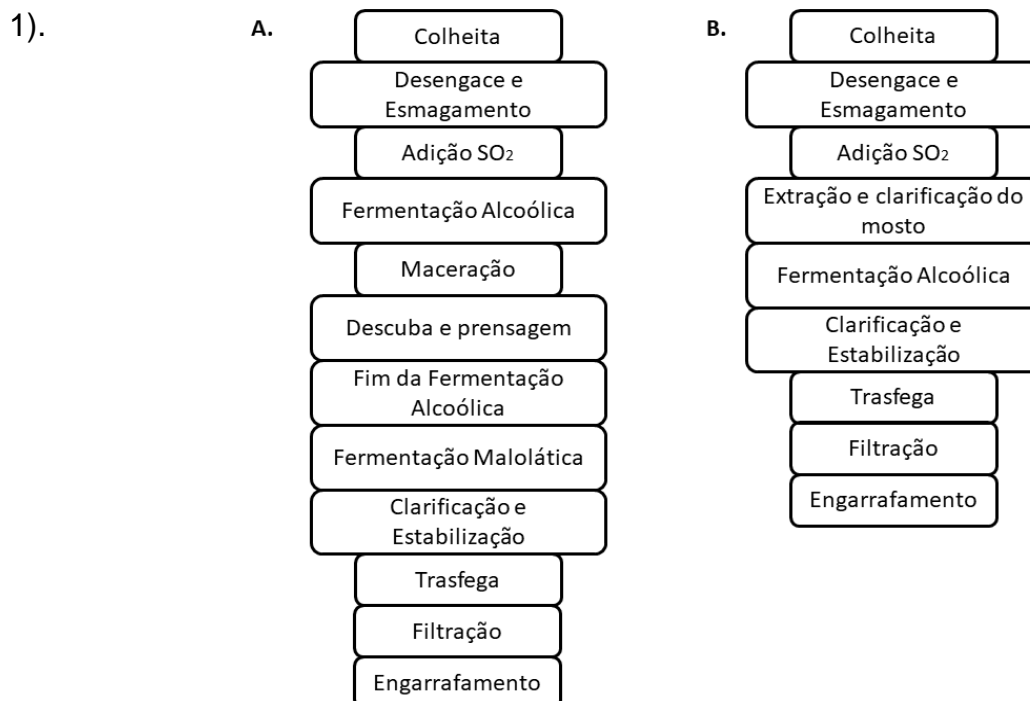 1).
A.
Colheita
Desengace e
Esmagamento
Adição SO₂
Fermentação Alcoólica
Maceração
Descuba e prensagem
Fim da Fermentação
Alcoólica
Fermentação Malolática
Clarificação e
Estabilização
Trasfega
Filtração
Engarrafamento
B.
Colheita
Desengace e
Esmagamento
Adição SO₂
Extração e clarificação do
mosto
Fermentação Alcoólica
Clarificação e
Estabilização
Trasfega
Filtração
Engarrafamento